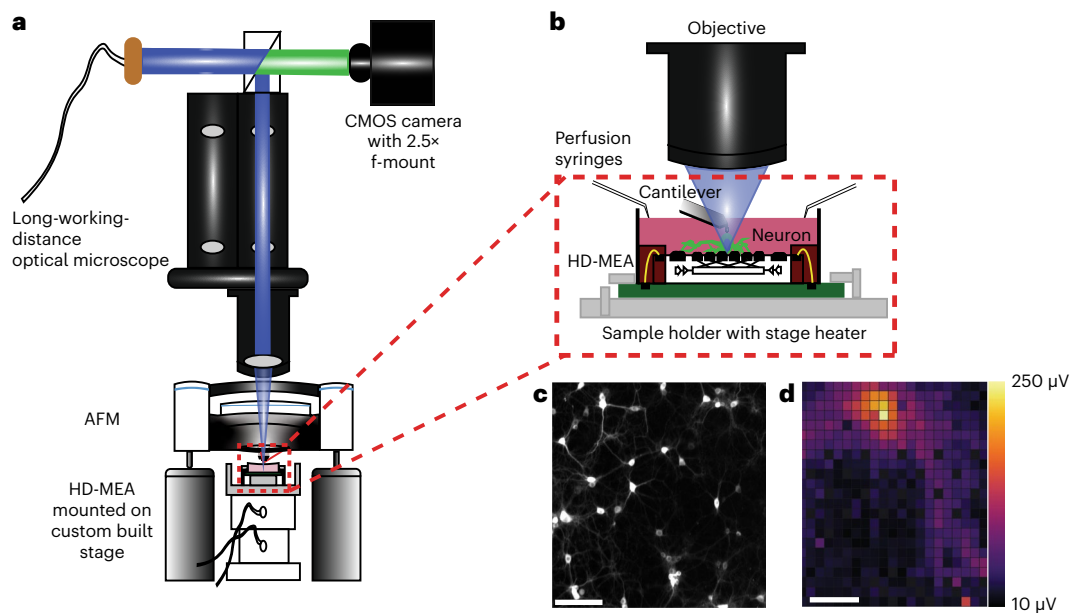 a
CMOS camera
with 2.5×
f-mount
Long-working-
distance
optical microscope
AFM
HD-MEA
mounted on
custom built
stage
b
Objective
Perfusion
syringes
Cantilever
Neuron
HD-MEA
Sample holder with stage heater
c
d
250 µV
10 µV